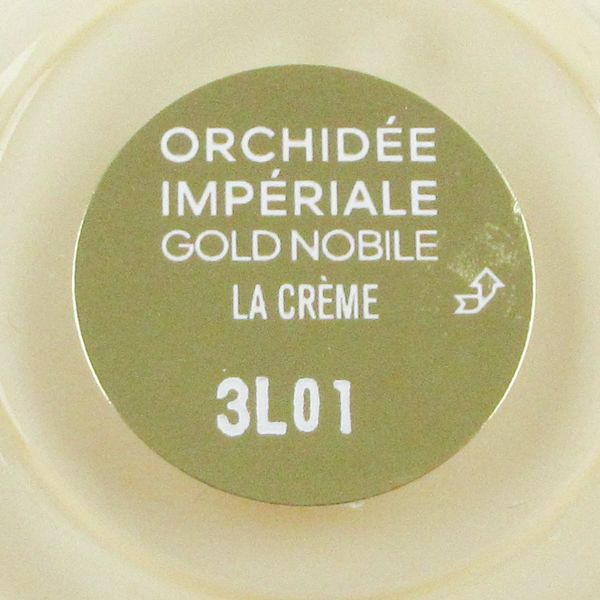 ORCHIDÉE
IMPÉRIALE
GOLD NOBILE
LA CRÈME
3L01